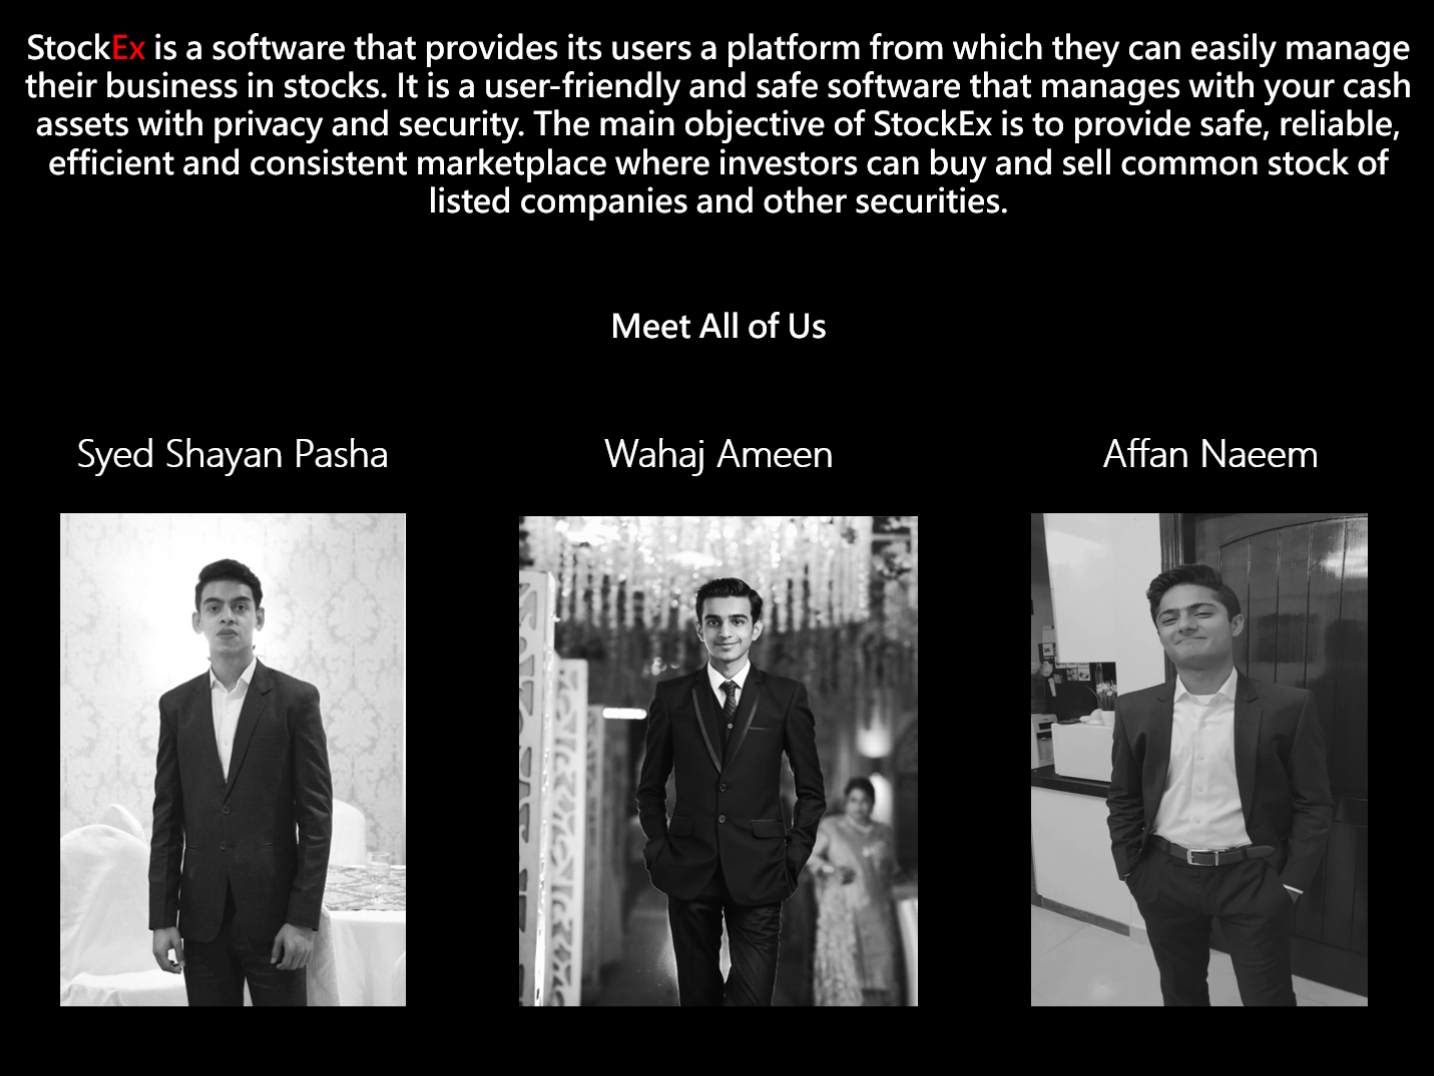 StockEx is a software that provides its users a platform from which they can easily manage
their business in stocks. It is a user-friendly and safe software that manages with your cash
assets with privacy and security. The main objective of StockEx is to provide safe, reliable,
efficient and consistent marketplace where investors can buy and sell common stock of
listed companies and other securities.
Meet All of Us
Syed Shayan Pasha
Wahaj Ameen
Affan Naeem